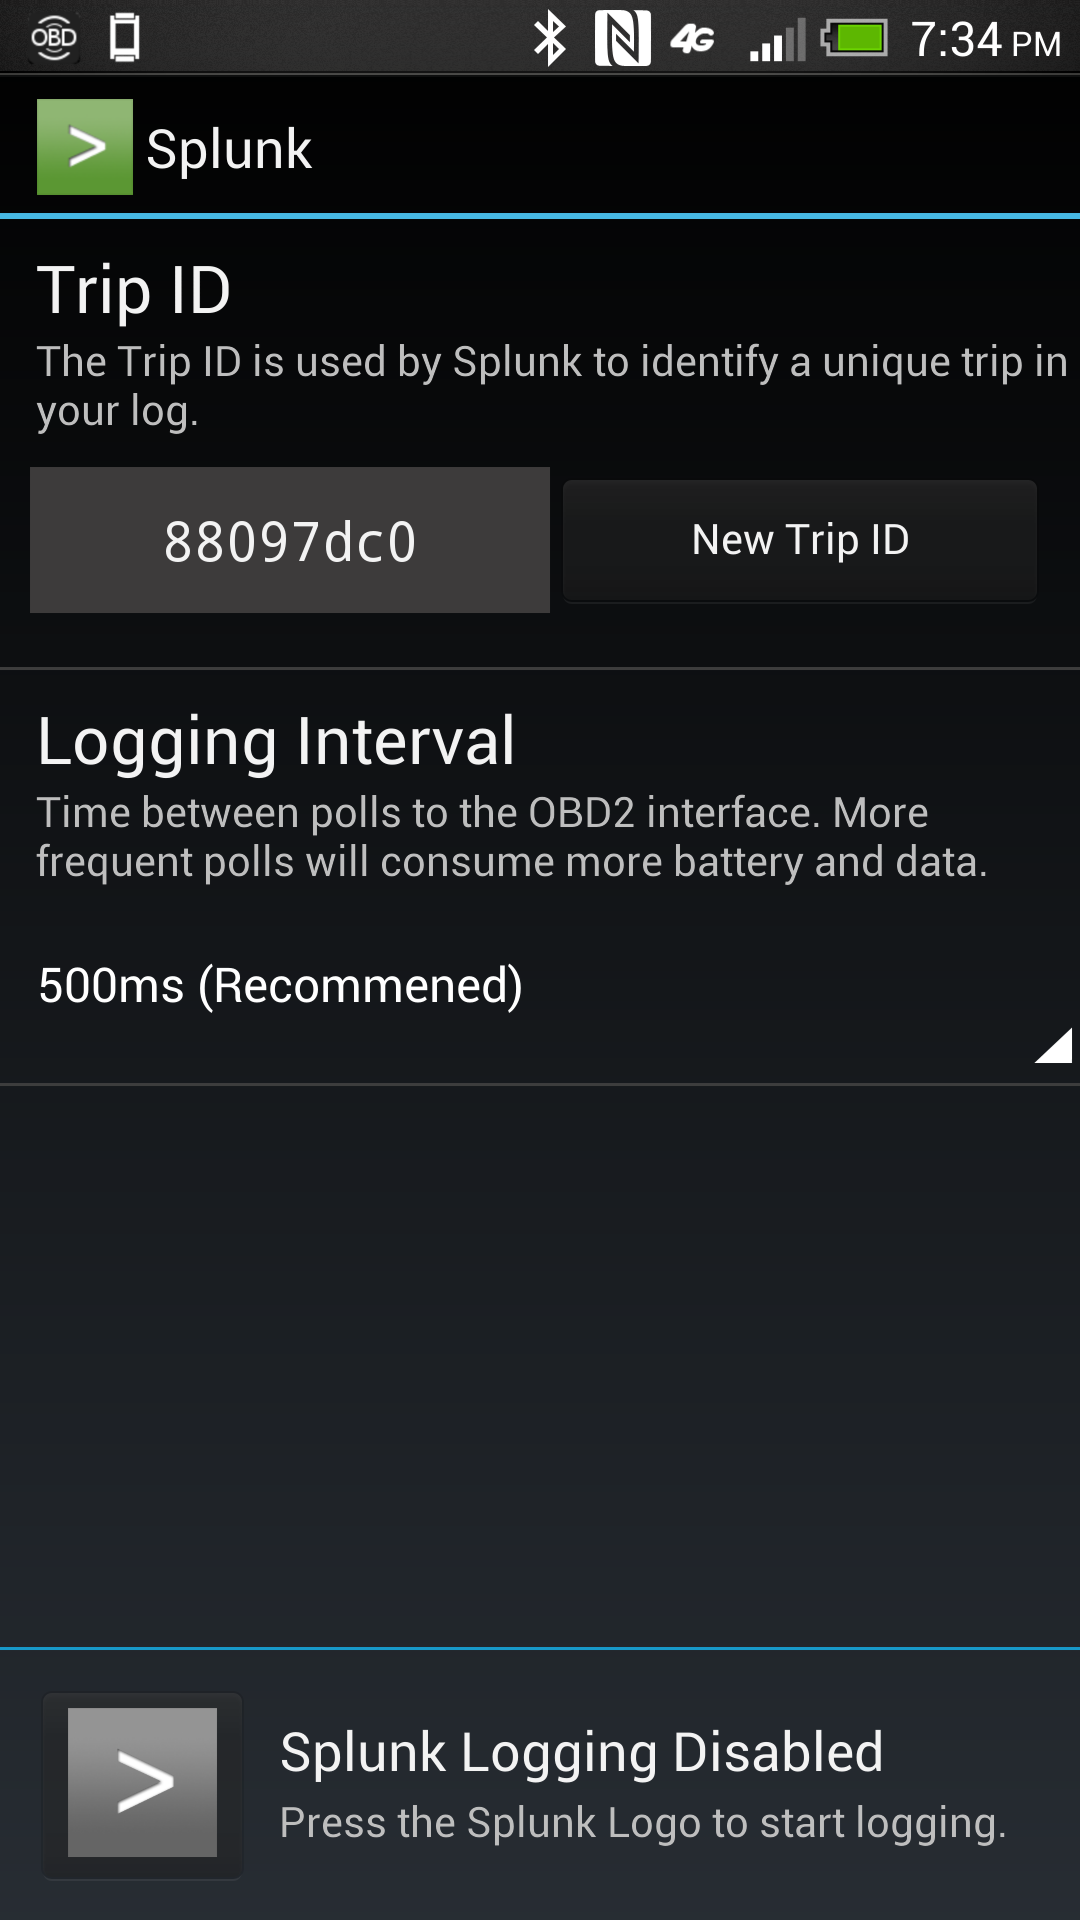 OBD 4G 7:34 PM
> Splunk
Trip ID
The Trip ID is used by Splunk to identify a unique trip in
your log.
88097dc0 New Trip ID
Logging Interval
Time between polls to the OBD2 interface. More
frequent polls will consume more battery and data.
500ms (Recommened)
> Splunk Logging Disabled
Press the Splunk Logo to start logging.